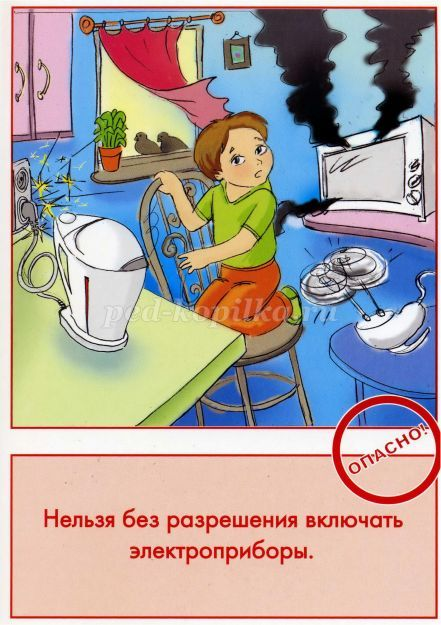 ped-kopilka.ru
ОПАСНО!
Нельзя без разрешения включать
электроприборы.